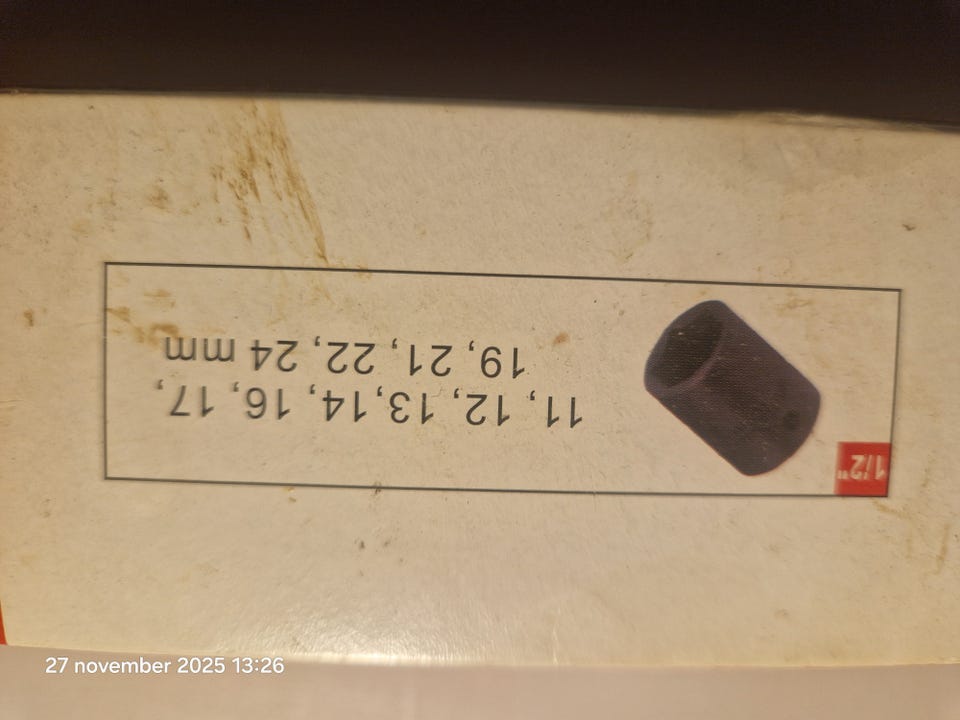 1/2"
11, 12, 13,14, 16, 17,
19, 21, 22, 24 mm
27 november 2025 13:26